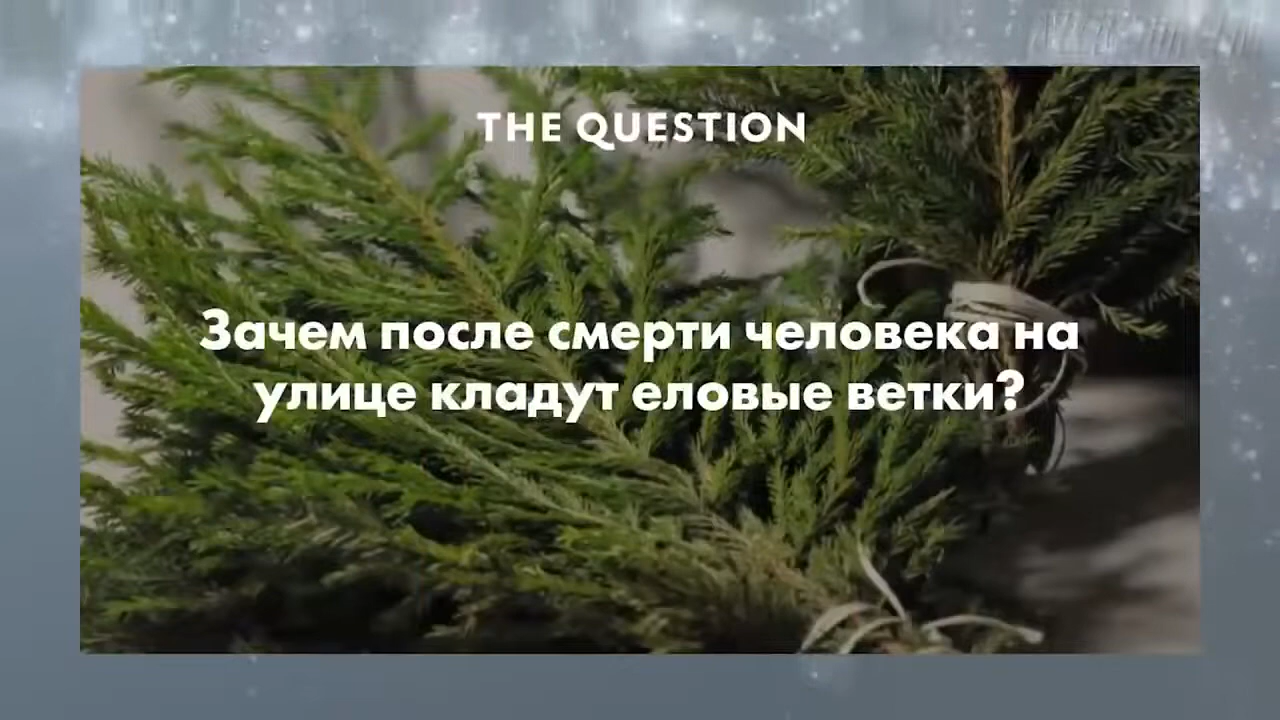 THE QUESTION
Зачем после смерти человека на
улице кладут еловые ветки?